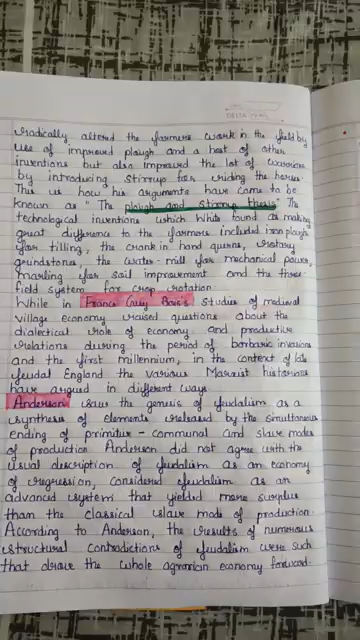 DELTA
radically altered the farmers work in the field by
use of improved plough and a host of other
inventions but also improved the lot of warriors
by introducing stirrup for riding the horses.
This is how his arguments have come to be
known as "The plough and stirrup thesis" The
technological inventions which White found as making
great difference to the farmers included iron plough
for tilling, the crank in hand querns, rotatory
grindstones, the water-mill for mechanical power,
marling for soil improvement and the three
field system for crop rotation.
While in France Guy Bois's studies of medieval
village economy raised questions about the
dialectical role of economy and productive
relations during the period of barbaric invasions
and the first millennium, in the context of late
feudal England the various Marxist historians
have argued in different ways
Anderson saw the genesis of feudalism as a
synthesis of elements released by the simultaneous
ending of primitive-communal and slave modes
of production Anderson did not agree with the
usual description of feudalism as an economy
of regression, considered feudalism as an
advanced system that yielded more surplus
than the classical slave mode of production.
According to Anderson, the results of numerous
structural contradictions of feudalism were such
that drove the whole agrarian economy forward.